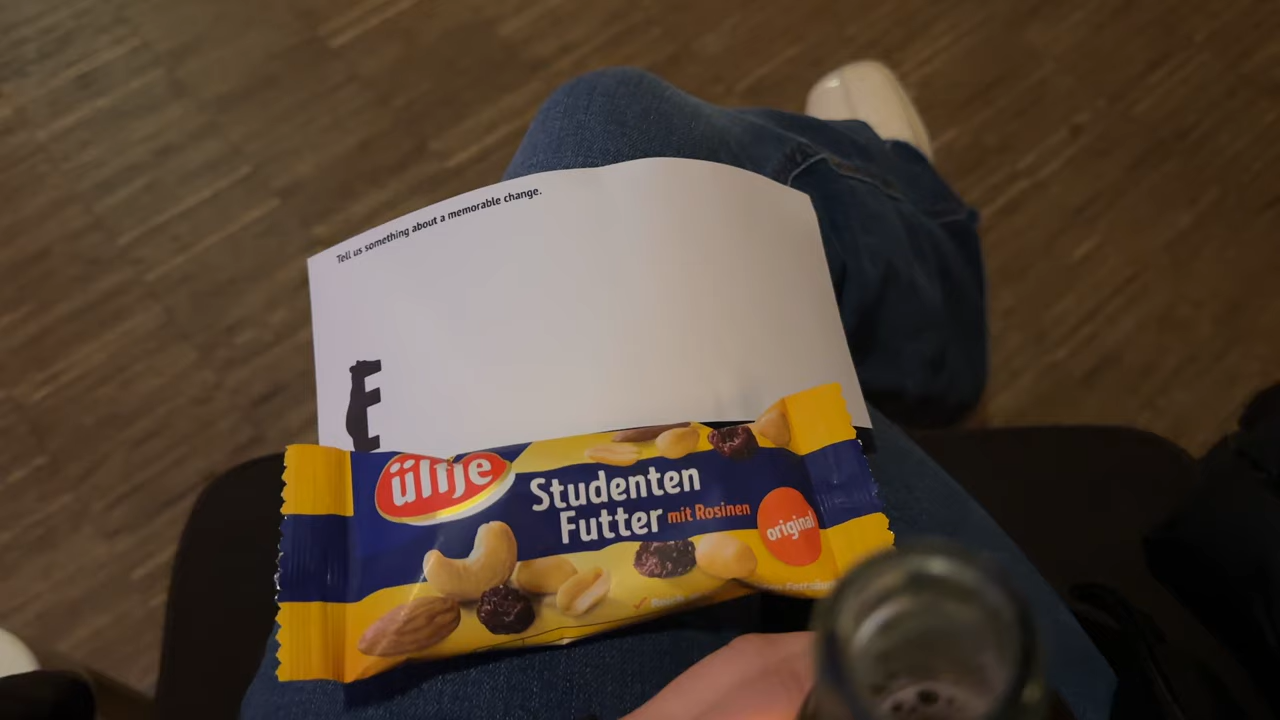 Tell us something about a memorable change.
E
ültje
Studenten
Futter mit Rosinen
original